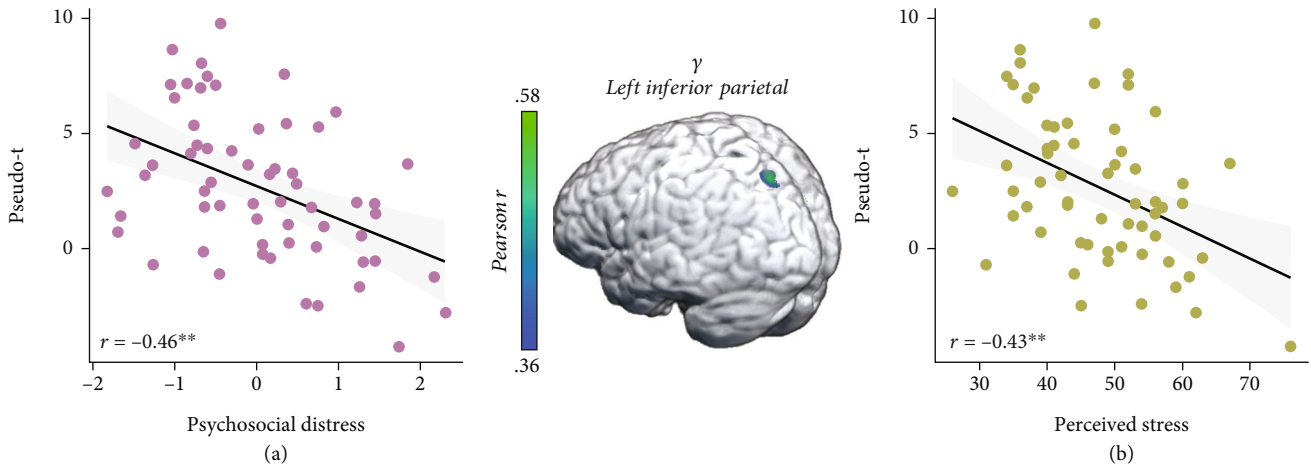 10
5
0
Pseudo-t
r = –0.46**
–2
–1
0
1
2
Psychosocial distress
(a)
γ
Left inferior parietal
.58
Pearson r
.36
10
5
0
Pseudo-t
r = –0.43**
30
40
50
60
70
Perceived stress
(b)